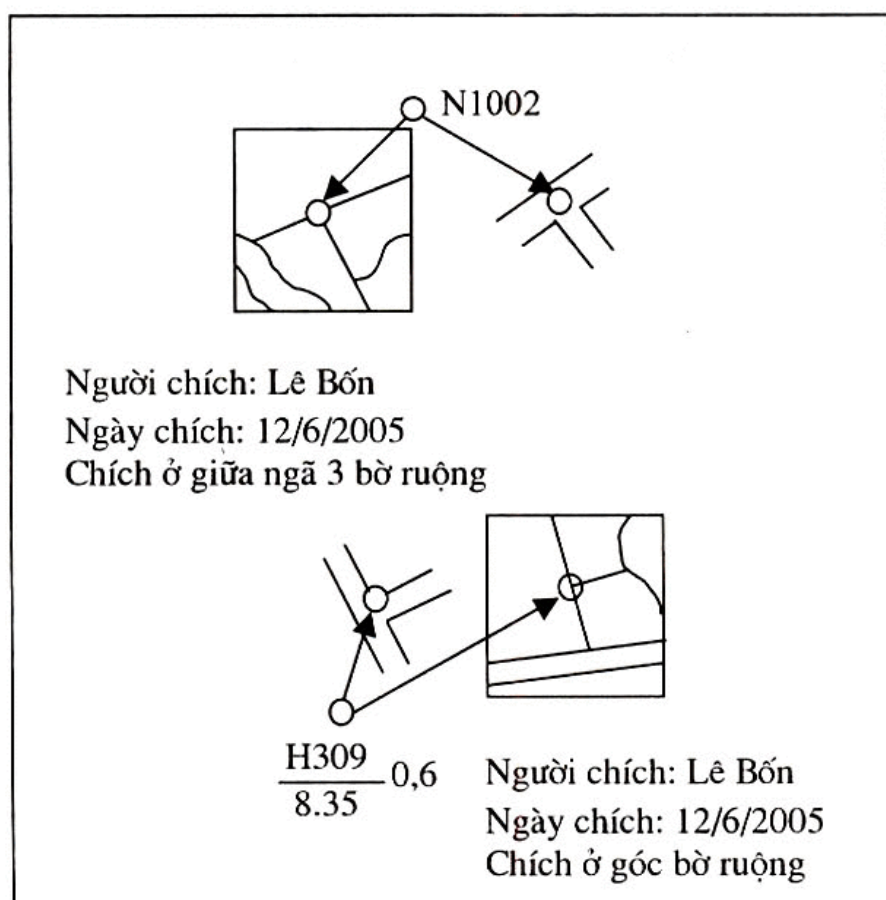 N1002
Người chích: Lê Bốn
Ngày chích: 12/6/2005
Chích ở giữa ngã 3 bờ ruộng
H309
8.35
0,6
Người chích: Lê Bốn
Ngày chích: 12/6/2005
Chích ở góc bờ ruộng